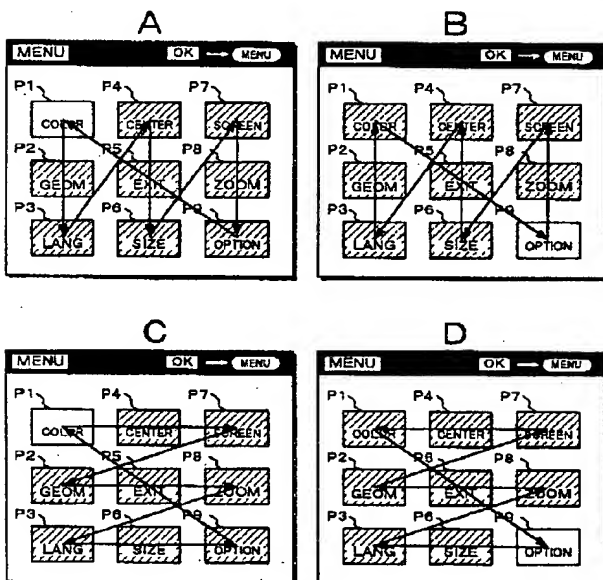 A
MENU OK MENU
P1 P4 P7
COLOR CENTER SCREEN
P2 P5 P8
GEOM EXIT ZOOM
P3 P6 P9
LANG SIZE OPTION
B
MENU OK MENU
P1 P4 P7
COLOR CENTER SCREEN
P2 P5 P8
GEOM EXIT ZOOM
P3 P6 P9
LANG SIZE OPTION
C
MENU OK MENU
P1 P4 P7
COLOR CENTER SCREEN
P2 P5 P8
GEOM EXIT ZOOM
P3 P6 P9
LANG SIZE OPTION
D
MENU OK MENU
P1 P4 P7
COLOR CENTER SCREEN
P2 P8
GEOM EXIT ZOOM
P3 P6 P9
LANG SIZE OPTION